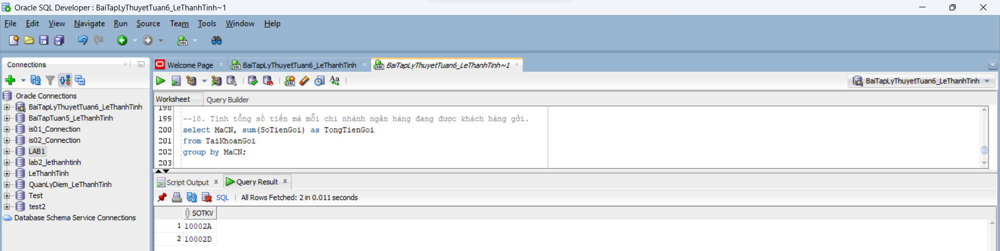 Oracle SQL Developer : BaiTapLyThuyetTuan6_LeThanhTinh~1
File Edit View Navigate Run Source Team Tools Window Help
Connections
Oracle Connections
BaiTapLyThuyetTuan6_LeThanhTinh
BaiTapTuan5_LeThanhTinh
is01_Connection
is02_Connection
LAB1
lab2_lethanhtinh
LeThanhTinh
QuanLyDiem_LeThanhTinh
Test
test2
Database Schema Service Connections
Welcome Page BaiTapLyThuyetTuan6_LeThanhTinh BaiTapLyThuyetTuan6_LeThanhTinh~1
BaiTapLyThuyetTuan6_LeThanhTinh
Worksheet Query Builder
198
199 --18. Tính tổng số tiền mà mỗi chi nhánh ngân hàng đang được khách hàng gởi.
200 select MaCN, sum(SoTienGoi) as TongTienGoi
201 from TaiKhoanGoi
202 group by MaCN;
203
Script Output x Query Result x
SQL | All Rows Fetched: 2 in 0.011 seconds
SOTKV
1 10002A
2 10002D